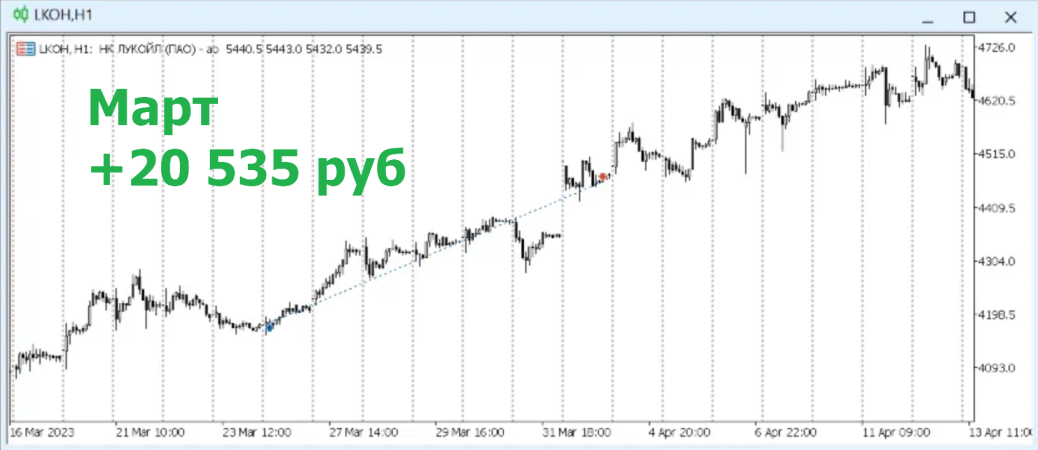 LKOH,H1
LKOH, H1: НК ЛУКОЙЛ (ПАО) - ао 5440.5 5443.0 5432.0 5439.5
Март
+20 535 руб
4726.0
4620.5
4515.0
4409.5
4304.0
4198.5
4093.0
16 Mar 2023 21 Mar 10:00 23 Mar 12:00 27 Mar 14:00 29 Mar 16:00 31 Mar 18:00 4 Apr 20:00 6 Apr 22:00 11 Apr 09:00 13 Apr 11:00